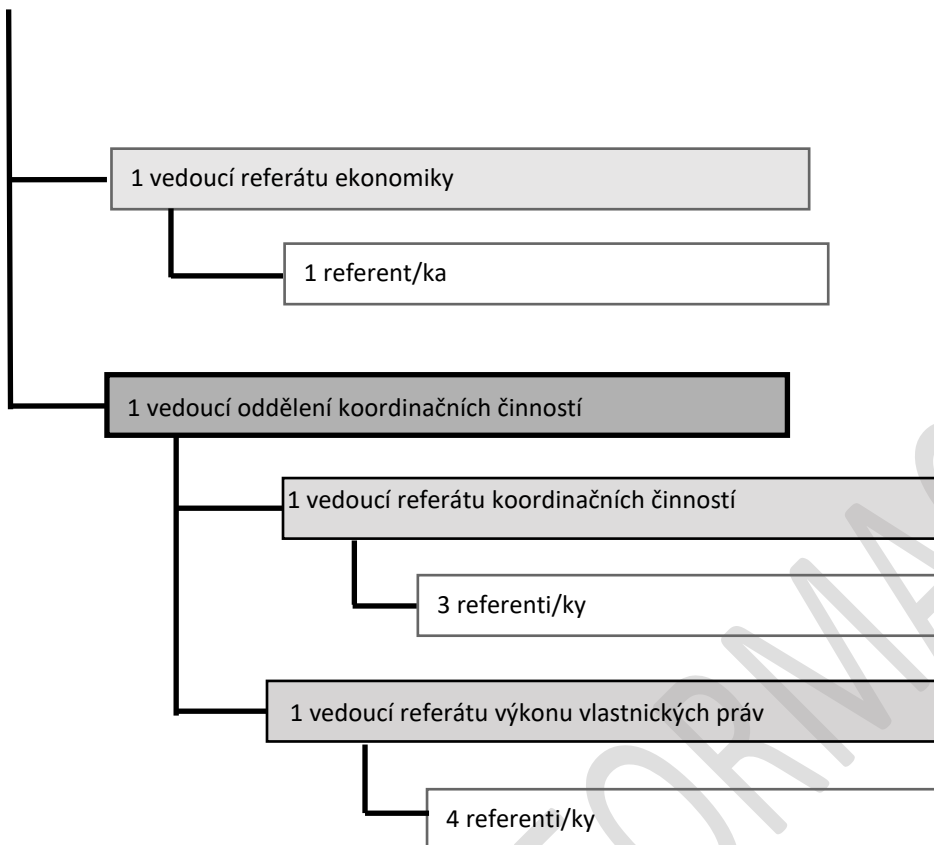 1 vedoucí referátu ekonomiky
1 referent/ka
1 vedoucí oddělení koordinačních činností
1 vedoucí referátu koordinačních činností
3 referenti/ky
1 vedoucí referátu výkonu vlastnických práv
4 referenti/ky